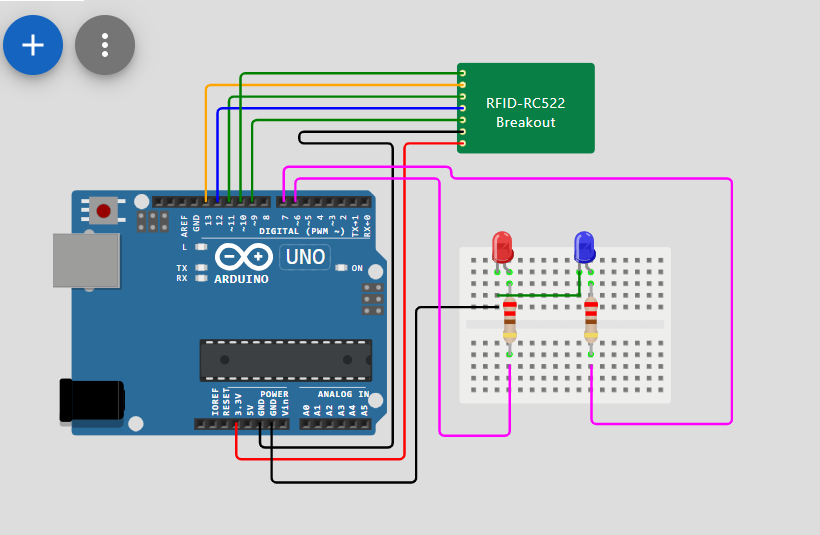 RFID-RC522
Breakout
AREF
GND
13
12
~11
~10
~9
8
7
~6
~5
4
~3
2
TX→1
RX←0
DIGITAL (PWM ~)
L
TX
RX
UNO
ON
ARDUINO
IOREF
RESET
3.3V
5V
GND
GND
Vin
POWER
ANALOG IN
A0
A1
A2
A3
A4
A5